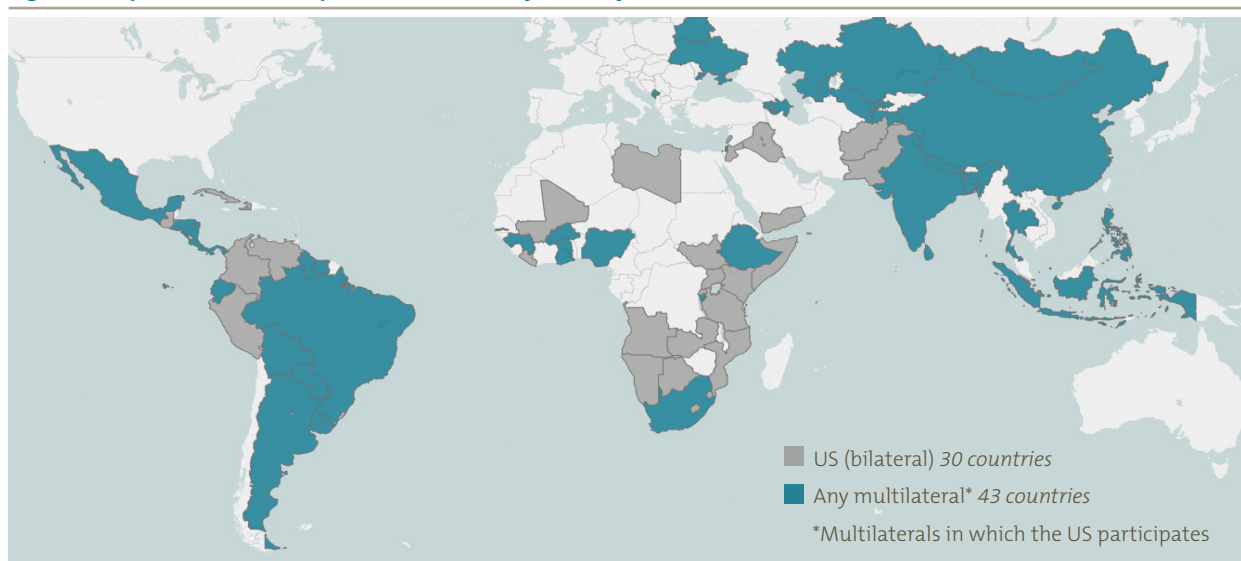 US (bilateral) 30 countries
Any multilateral* 43 countries
*Multilaterals in which the US participates